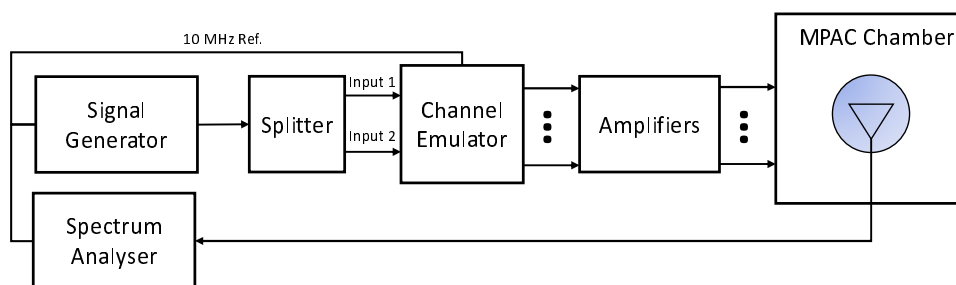 10 MHz Ref.
MPAC Chamber
Signal
Generator
Splitter
Input 1
Input 2
Channel
Emulator
Amplifiers
Spectrum
Analyser